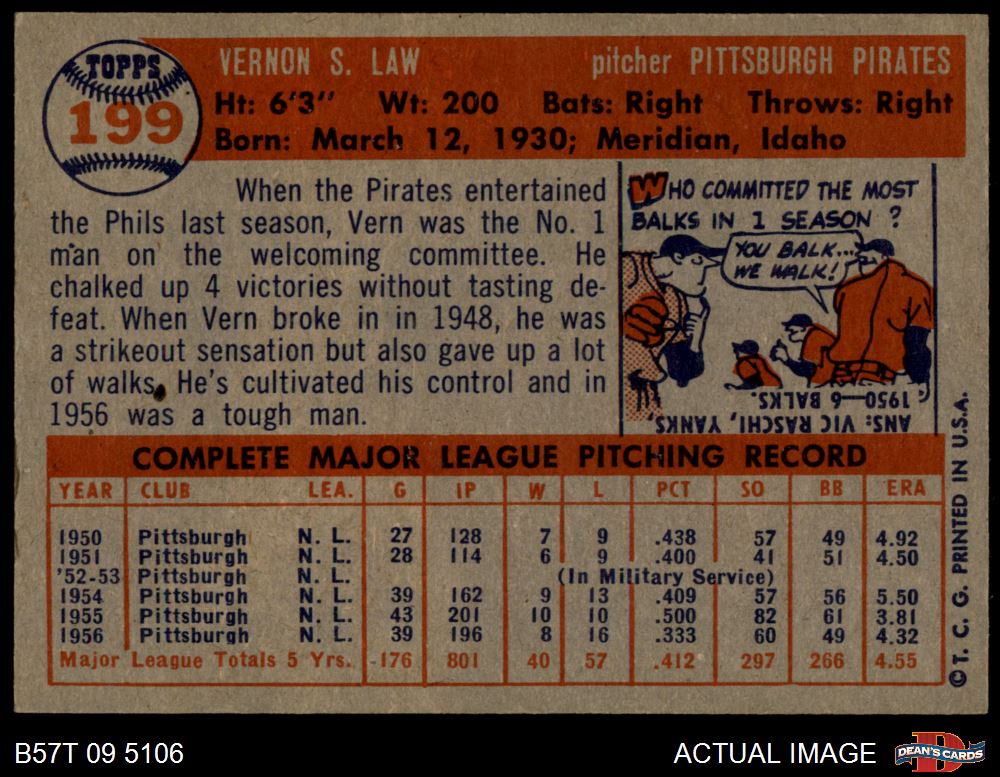 TOPPS
199
VERNON S. LAW pitcher PITTSBURGH PIRATES
Ht: 6'3" Wt: 200 Bats: Right Throws: Right
Born: March 12, 1930; Meridian, Idaho
When the Pirates entertained
the Phils last season, Vern was the No. 1
man on the welcoming committee. He
chalked up 4 victories without tasting de-
feat. When Vern broke in in 1948, he was
a strikeout sensation but also gave up a lot
of walks. He's cultivated his control and in
1956 was a tough man.
WHO COMMITTED THE MOST
BALKS IN 1 SEASON ?
YOU BALK...
WE WALK!
ANS: VIC RASCHI, YANKS,
1950—6 BALKS.
COMPLETE MAJOR LEAGUE PITCHING RECORD
YEAR CLUB LEA. G IP W L PCT SO BB ERA
1950 Pittsburgh N. L. 27 128 7 9 .438 57 49 4.92
1951 Pittsburgh N. L. 28 114 6 9 .400 41 51 4.50
'52-53 Pittsburgh N. L. (In Military Service)
1954 Pittsburgh N. L. 39 162 9 13 .409 57 56 5.50
1955 Pittsburgh N. L. 43 201 10 10 .500 82 61 3.81
1956 Pittsburgh N. L. 39 196 8 16 .333 60 49 4.32
Major League Totals 5 Yrs. 176 801 40 57 .412 297 266 4.55
© T. C. G. PRINTED IN U.S.A.
B57T 09 5106 ACTUAL IMAGE
DEAN'S CARDS